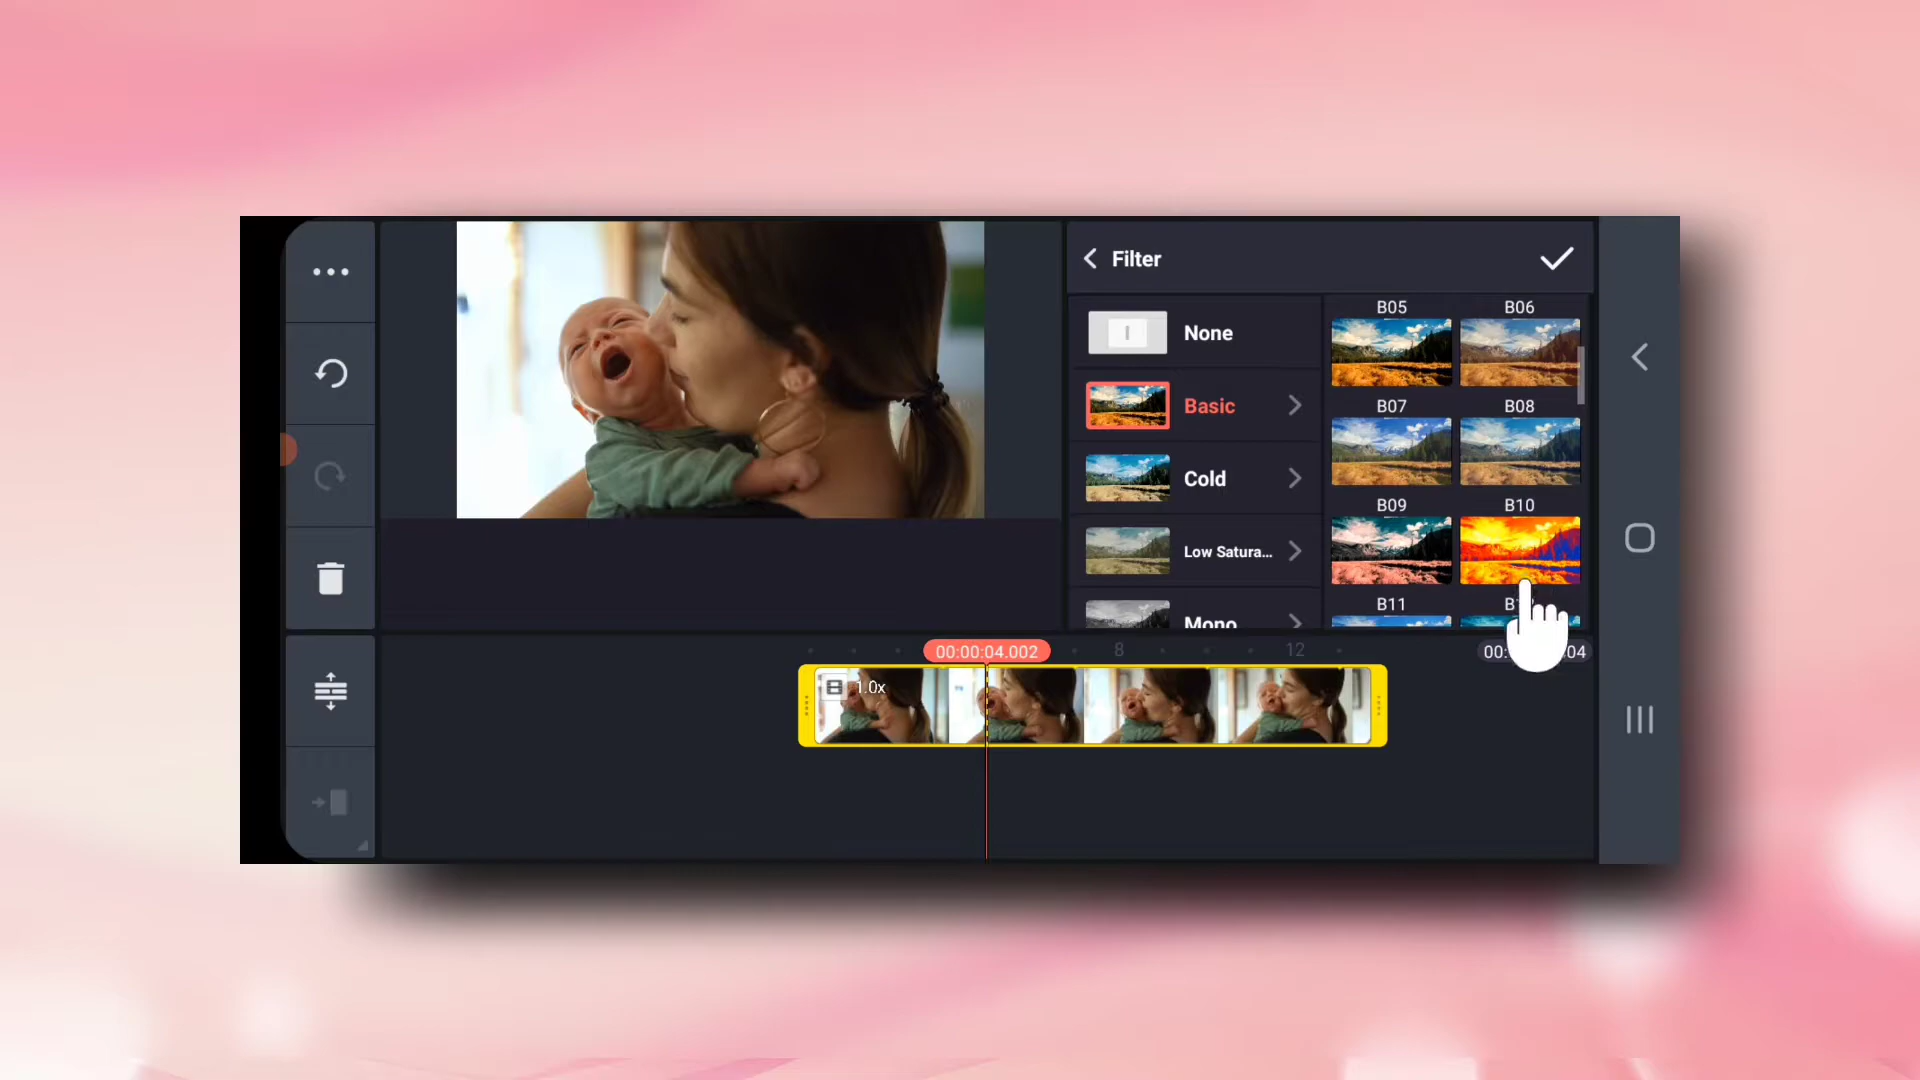 Filter
None
Basic
Cold
Low Satura...
Mono
B05
B06
B07
B08
B09
B10
B11
00:00:04.002
8
12
1.0x